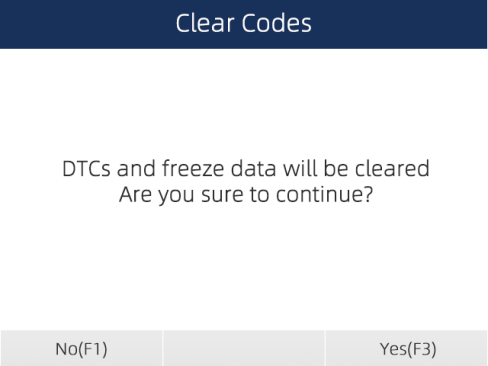 Clear Codes
DTCs and freeze data will be cleared
Are you sure to continue?
No(F1)
Yes(F3)